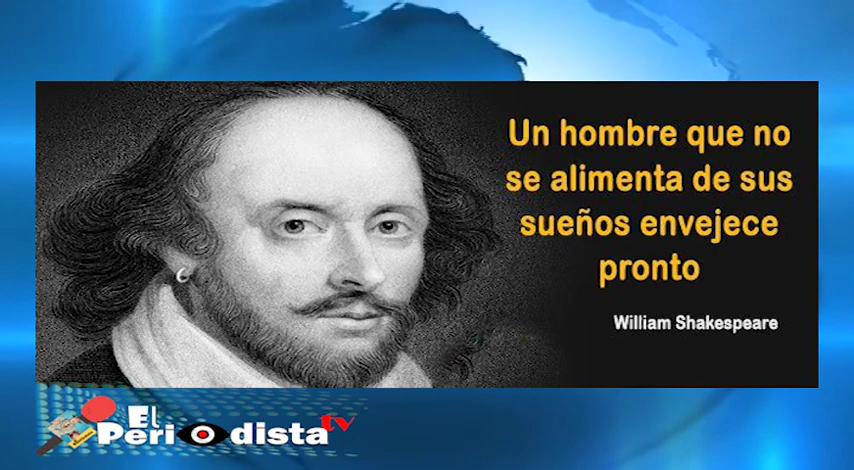 Un hombre que no
se alimenta de sus
sueños envejece
pronto
William Shakespeare
El
Periodista tv